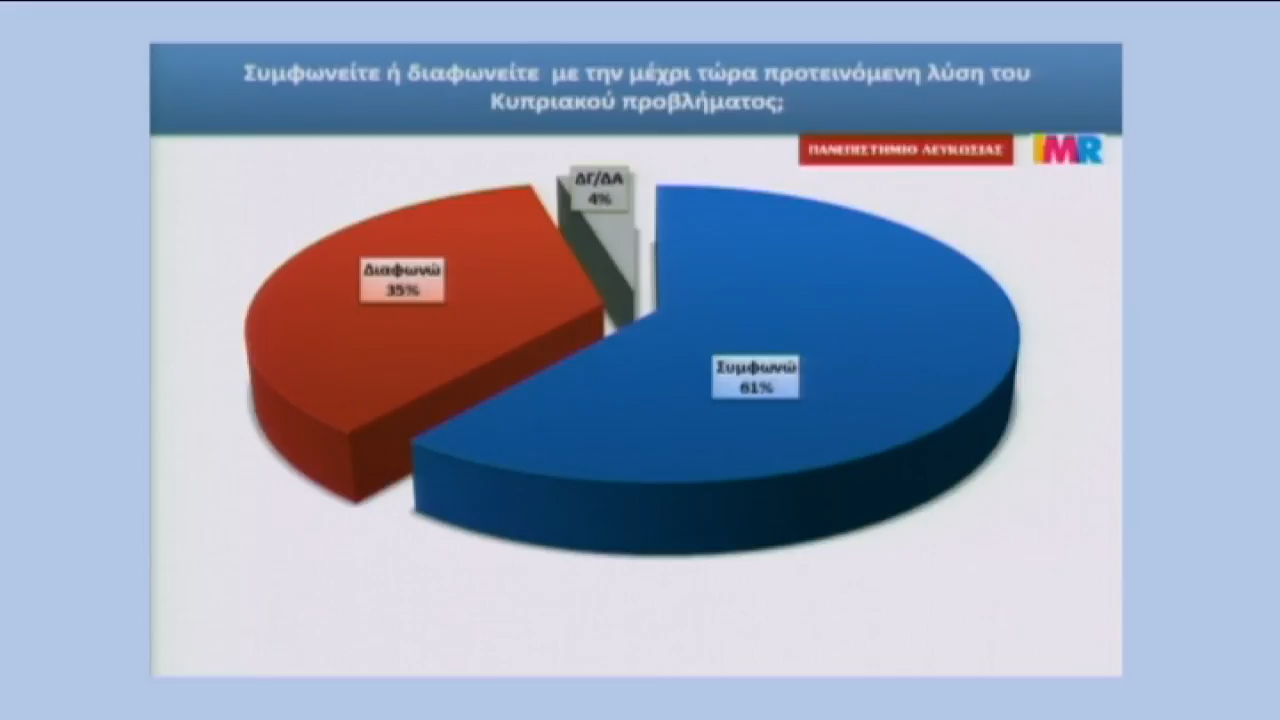 Συμφωνείτε ή διαφωνείτε με την μέχρι τώρα προτεινόμενη λύση του
Κυπριακού προβλήματος;
ΠΑΝΕΠΙΣΤΗΜΙΟ ΛΕΥΚΩΣΙΑΣ
IMR
ΔΓ/ΔΑ
4%
Διαφωνώ
35%
Συμφωνώ
61%